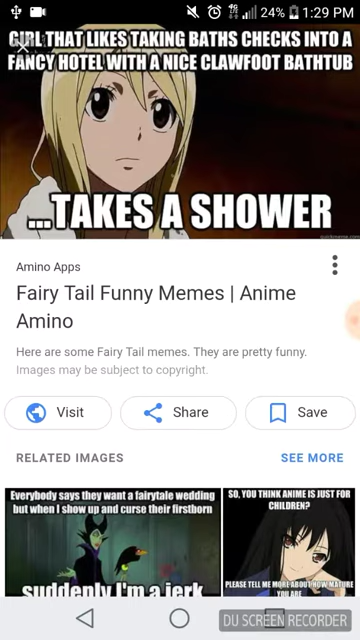 24% 1:29 PM
GIRL THAT LIKES TAKING BATHS CHECKS INTO A
FANCY HOTEL WITH A NICE CLAWFOOT BATHTUB
...TAKES A SHOWER
quickmeme.com
Amino Apps
Fairy Tail Funny Memes | Anime
Amino
Here are some Fairy Tail memes. They are pretty funny.
Images may be subject to copyright.
Visit
Share
Save
RELATED IMAGES
SEE MORE
Everybody says they want a fairytale wedding
but when I show up and curse their firstborn
suddenly I'm a jerk
SO, YOU THINK ANIME IS JUST FOR
CHILDREN?
PLEASE TELL ME MORE ABOUT HOW MATURE
YOU ARE
DU SCREEN RECORDER